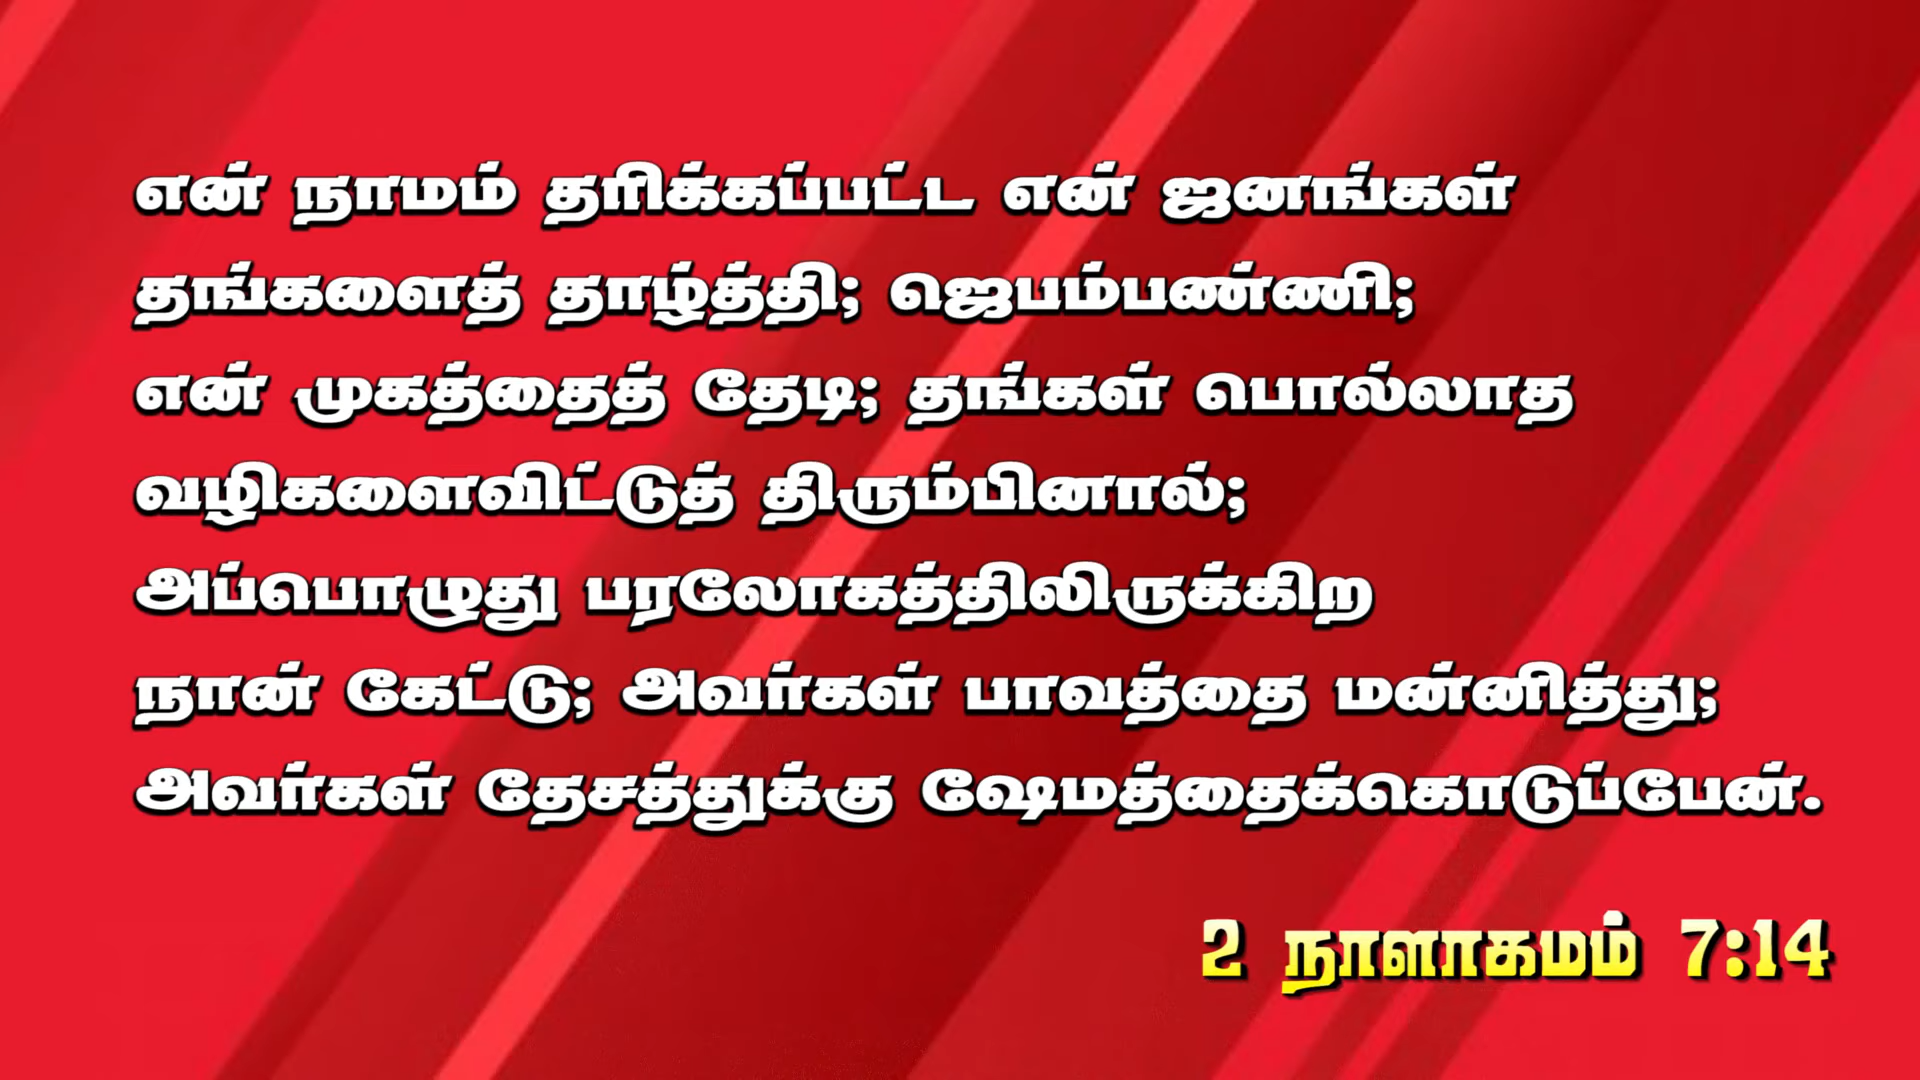 என் நாமம் தரிக்கப்பட்ட என் ஜனங்கள்
தங்களைத் தாழ்த்தி; ஜெபம்பண்ணி;
என் முகத்தைத் தேடி; தங்கள் பொல்லாத
வழிகளைவிட்டுத் திரும்பினால்;
அப்பொழுது பரலோகத்திலிருக்கிற
நான் கேட்டு; அவர்கள் பாவத்தை மன்னித்து;
அவர்கள் தேசத்துக்கு ஷேமத்தைக்கொடுப்பேன்.
2 நாளாகமம் 7:14